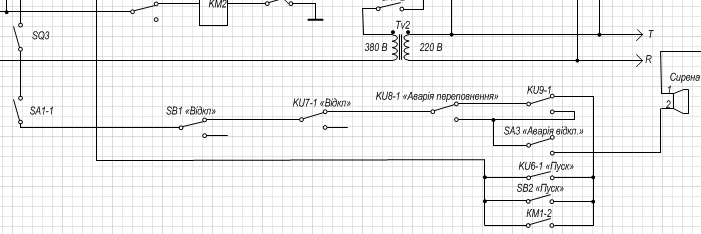 KM2
SQ3
Tv2
380 В
220 В
T
R
Сирена
1
2
SA1-1
SB1 «Відкл»
KU7-1 «Відкл»
KU8-1 «Аварія переповнення»
KU9-1
SA3 «Аварія відкл.»
KU6-1 «Пуск»
SB2 «Пуск»
KM1-2